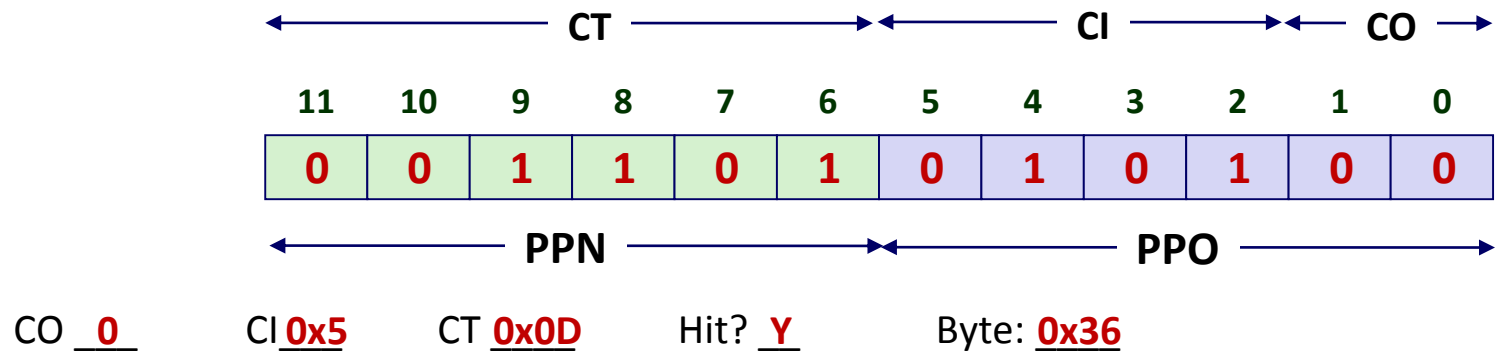 CT CI CO
11 10 9 8 7 6 5 4 3 2 1 0
0 0 1 1 0 1 0 1 0 1 0 0
PPN PPO
CO 0 CI 0x5 CT 0x0D Hit? Y Byte: 0x36